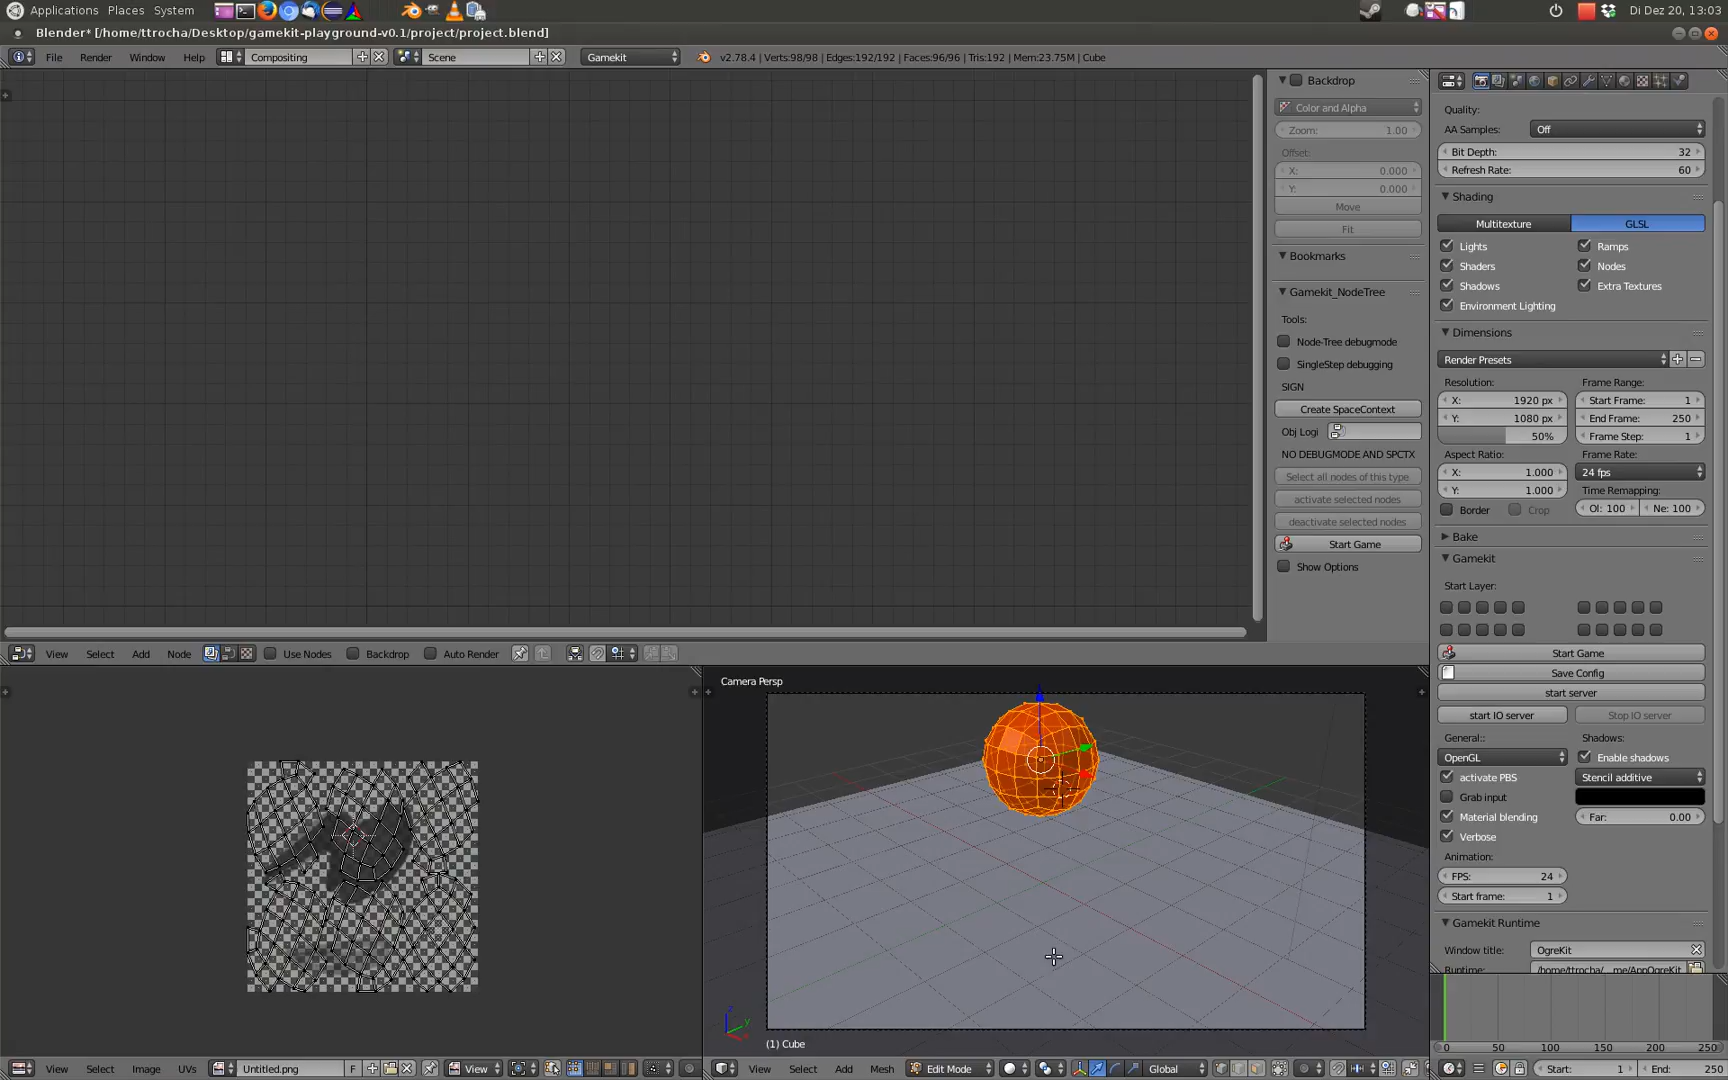 Applications Places System Di Dez 20, 13:03
Blender* [/home/ttrocha/Desktop/gamekit-playground-v0.1/project/project.blend]
File Render Window Help Compositing Scene Gamekit v2.78.4 | Verts:98/98 | Edges:192/192 | Faces:96/96 | Tris:192 | Mem:23.75M | Cube
Backdrop
Color and Alpha
Zoom: 1.00
Offset:
X: 0.000
Y: 0.000
Move
Fit
Bookmarks
Gamekit_NodeTree
Tools:
Node-Tree debugmode
SingleStep debugging
SIGN
Create SpaceContext
Obj Logi
NO DEBUGMODE AND SPCTX
Select all nodes of this type
activate selected nodes
deactivate selected nodes
Start Game
Show Options
Quality:
AA Samples: Off
Bit Depth: 32
Refresh Rate: 60
Shading
Multitexture GLSL
Lights Ramps
Shaders Nodes
Shadows Extra Textures
Environment Lighting
Dimensions
Render Presets
Resolution: Frame Range:
X: 1920 px Start Frame: 1
Y: 1080 px End Frame: 250
50% Frame Step: 1
Aspect Ratio: Frame Rate:
X: 1.000 24 fps
Y: 1.000 Time Remapping:
Border Crop Ol: 100 Ne: 100
Bake
Gamekit
Start Layer:
Start Game
Save Config
start server
start IO server Stop IO server
General:: Shadows:
OpenGL Enable shadows
activate PBS Stencil additive
Grab input
Material blending Far: 0.00
Verbose
Animation:
FPS: 24
Start frame: 1
Gamekit Runtime
Window title: OgreKit
Runtime: /home/ttrocha/...me/AppOgreKit
View Select Add Node Use Nodes Backdrop Auto Render
Camera Persp
z
y
x
(1) Cube
0 50 100 150 200 250
View Select Image UVs Untitled.png F View
View Select Add Mesh Edit Mode Global
Start: 1 End: 250